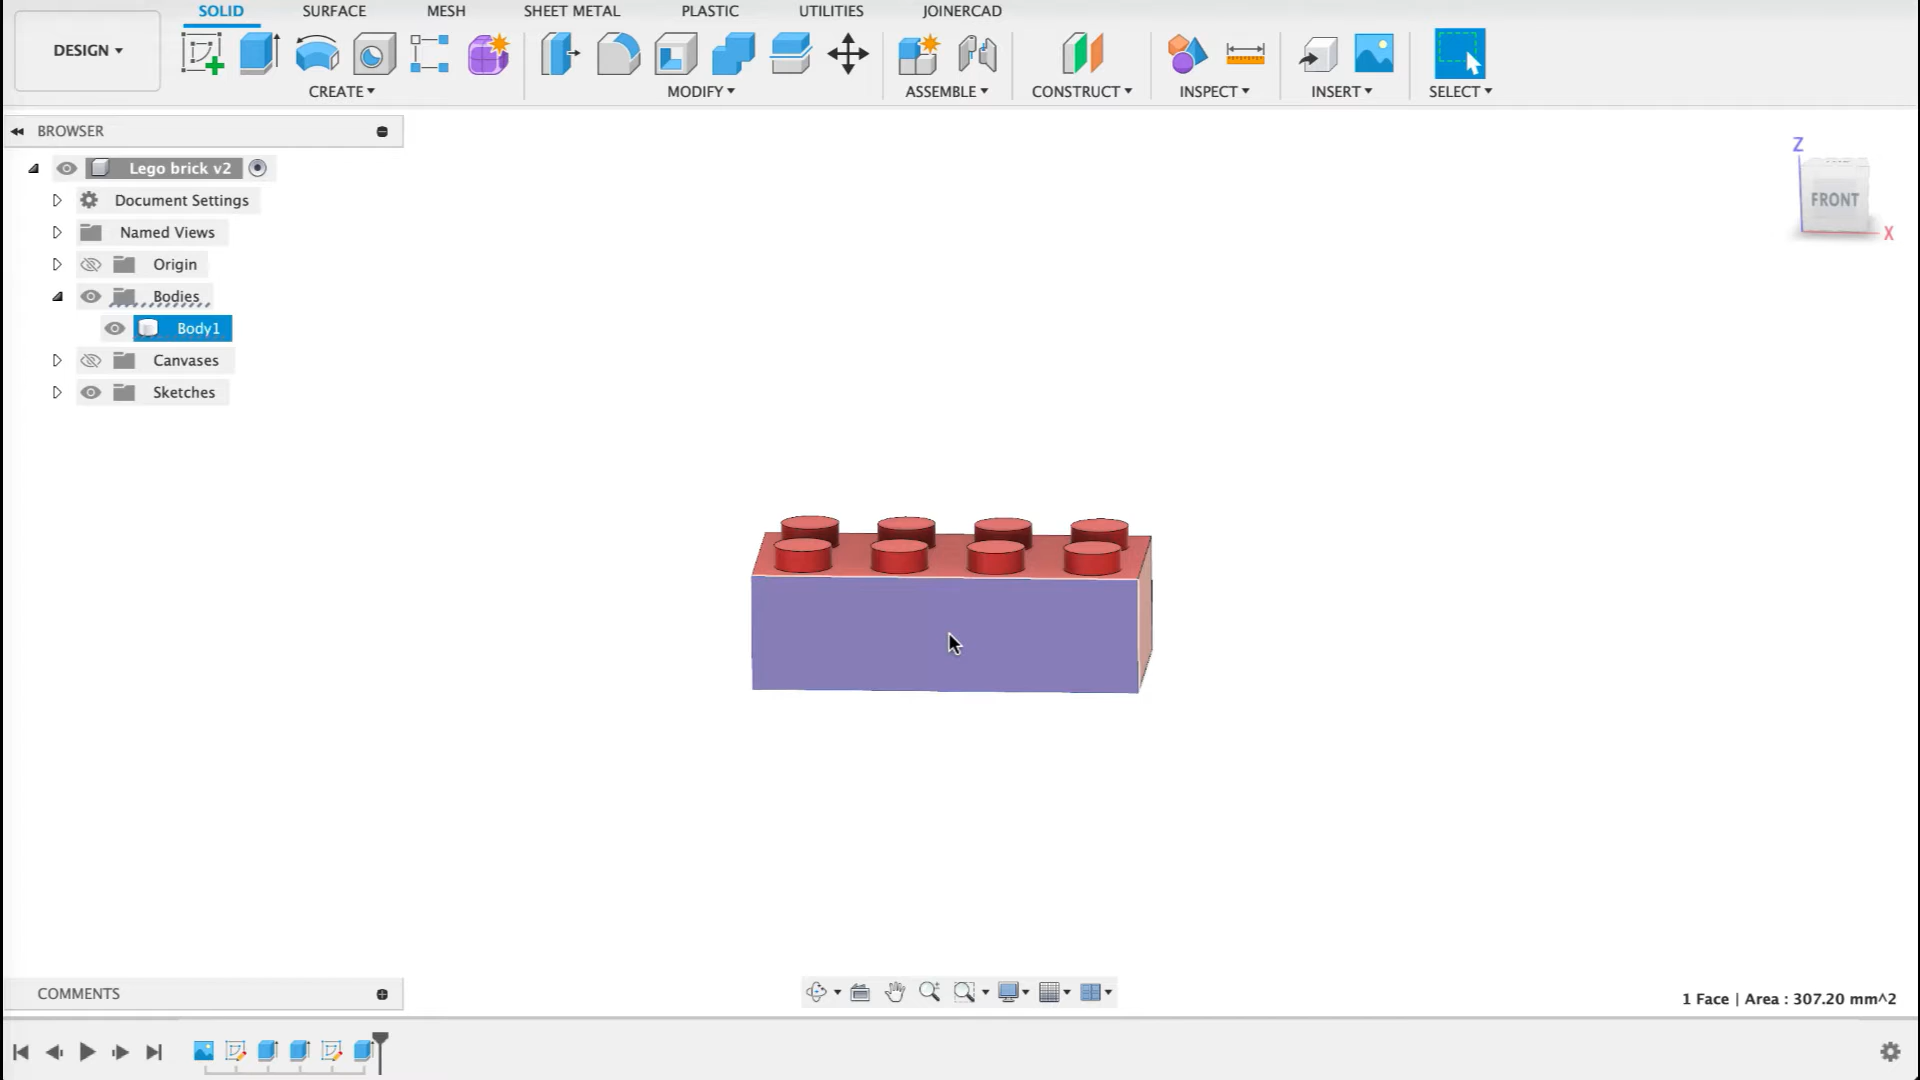 SOLID SURFACE MESH SHEET METAL PLASTIC UTILITIES JOINERCAD
DESIGN
CREATE MODIFY ASSEMBLE CONSTRUCT INSPECT INSERT SELECT
BROWSER
Lego brick v2
Document Settings
Named Views
Origin
Bodies
Body1
Canvases
Sketches
Z
FRONT
X
COMMENTS
1 Face | Area : 307.20 mm^2